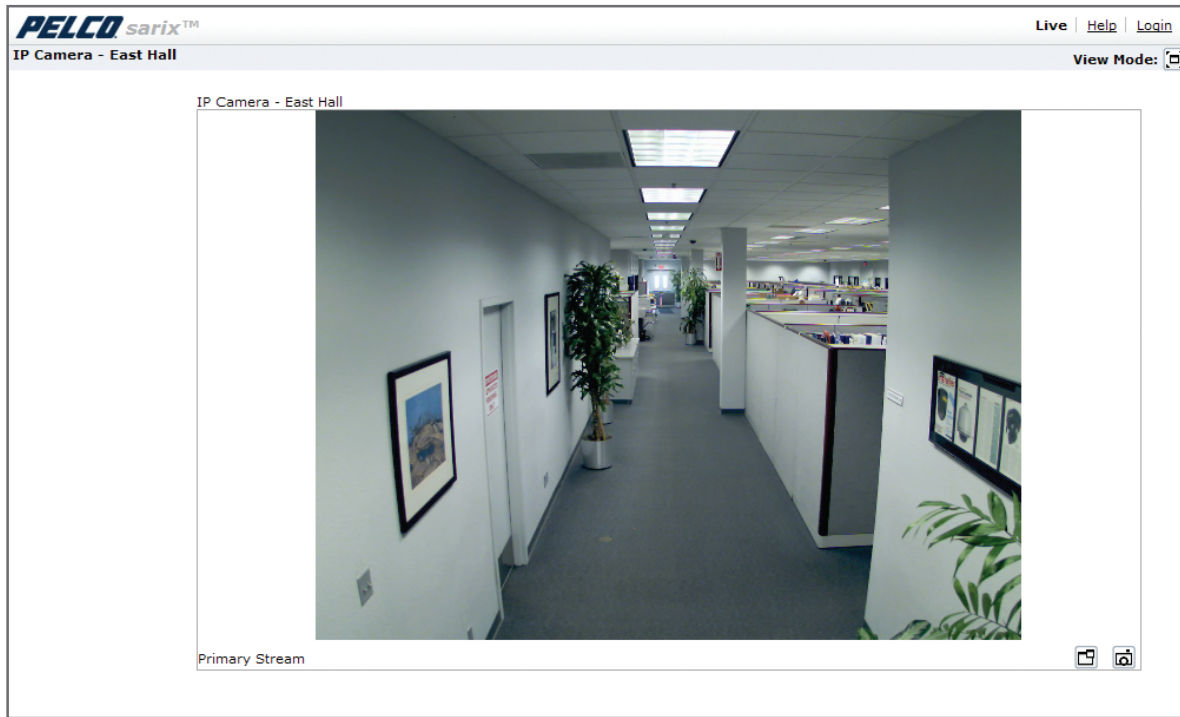 PELCO sarix™
Live Help Login
IP Camera - East Hall
View Mode:
IP Camera - East Hall
Primary Stream